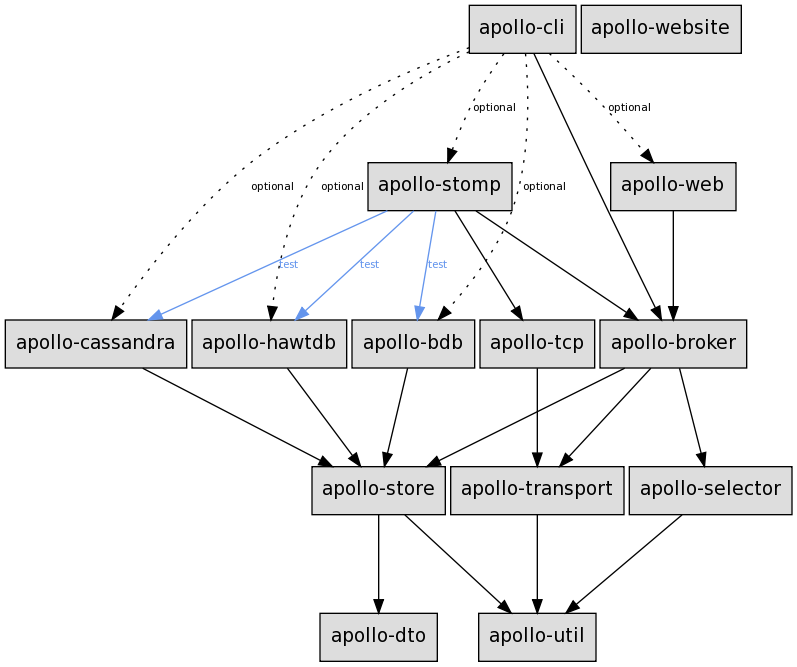 apollo-cli
apollo-website
optional
optional
apollo-stomp
apollo-web
optional
optional
optional
test
test
test
apollo-cassandra
apollo-hawtdb
apollo-bdb
apollo-tcp
apollo-broker
apollo-store
apollo-transport
apollo-selector
apollo-dto
apollo-util